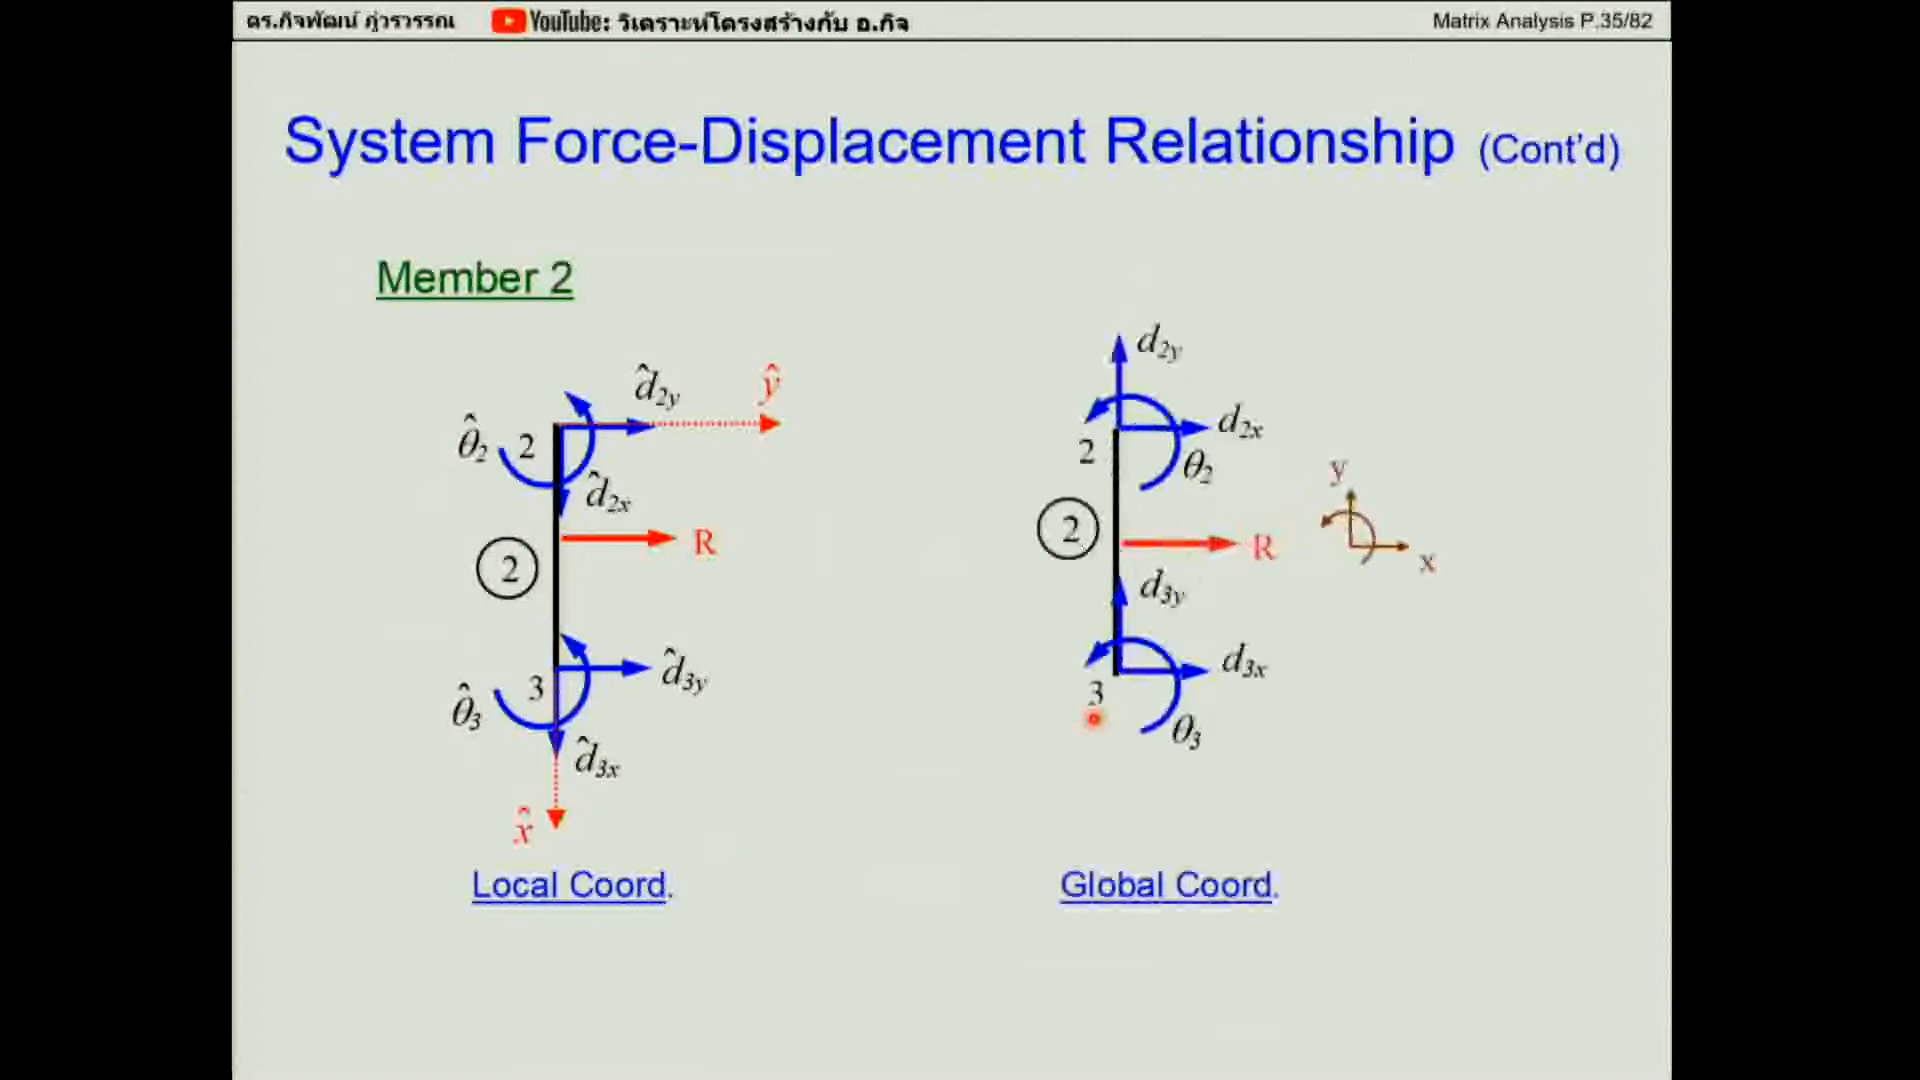 ดร.กิจพัฒน์ ภู่วรวรรณ YouTube: วิเคราะห์โครงสร้างกับ อ.กิจ Matrix Analysis P.35/82
System Force-Displacement Relationship (Cont'd)
Member 2
d̂2y ŷ
θ̂2 2
d̂2x
R
2
3 d̂3y
θ̂3
d̂3x
x̂
Local Coord.
d2y
d2x
2 θ2
2
R
d3y
d3x
3
θ3
y
x
Global Coord.